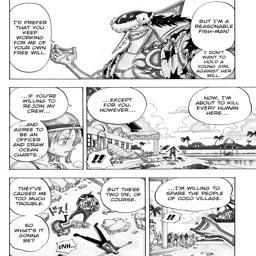 BUT I'M A
REASONABLE
FISH-MAN!
I DON'T
WANT TO
HOLD A
YOUNG GIRL
AGAINST HER
WILL.
I'D PREFER
THAT YOU
KEEP
WORKING
FOR ME OF
YOUR OWN
FREE WILL.
NOW, I'M
ABOUT TO
KILL EVERY
HUMAN
HERE...
...EXCEPT
FOR YOU.
HOWEVER...
...IF YOU'RE
WILLING TO
REJOIN MY
CREW...
...AND
AGREE TO
BE AN
OFFICER
AND DRAW
OCEAN
CHARTS...
...I'M WILLING TO
SPARE THE PEOPLE
OF COCO VILLAGE.
BUT THESE
TWO DIE, OF
COURSE.
THEY'VE
CAUSED ME
TOO MUCH
TROUBLE.
SO
WHAT'S IT
GONNA
BE?